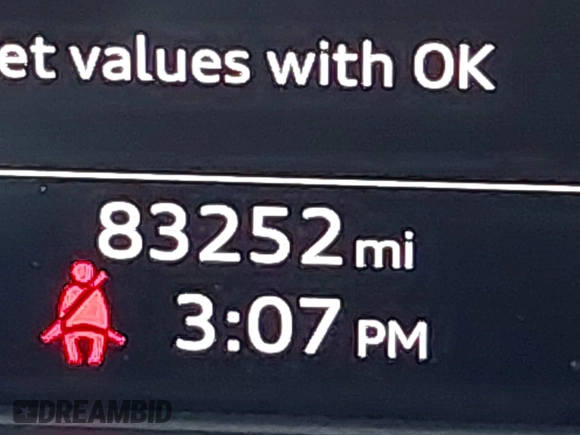 et values with OK
83252 mi
3:07 PM
DREAMBID